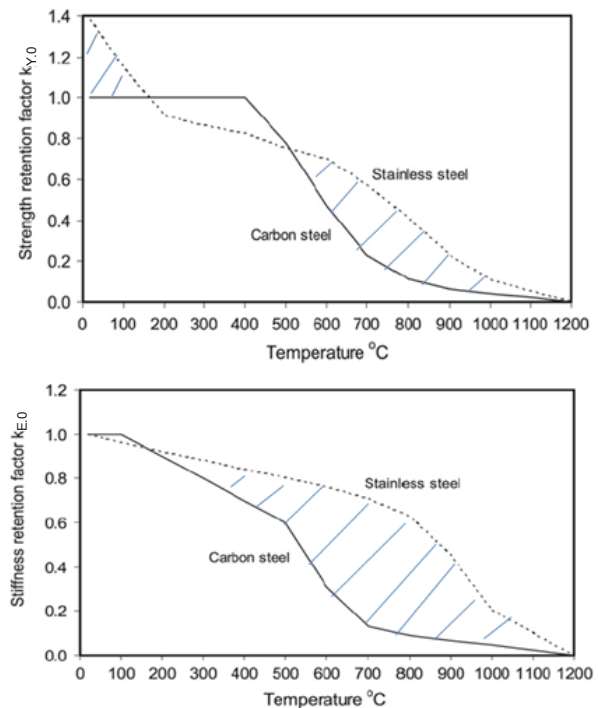 Strength retention factor kY.0
1.4
1.2
1.0
0.8
0.6
0.4
0.2
0.0
Stainless steel
Carbon steel
0 100 200 300 400 500 600 700 800 900 1000 1100 1200
Temperature °C
Stiffness retention factor kE.0
1.2
1.0
0.8
0.6
0.4
0.2
0.0
Stainless steel
Carbon steel
0 100 200 300 400 500 600 700 800 900 1000 1100 1200
Temperature °C